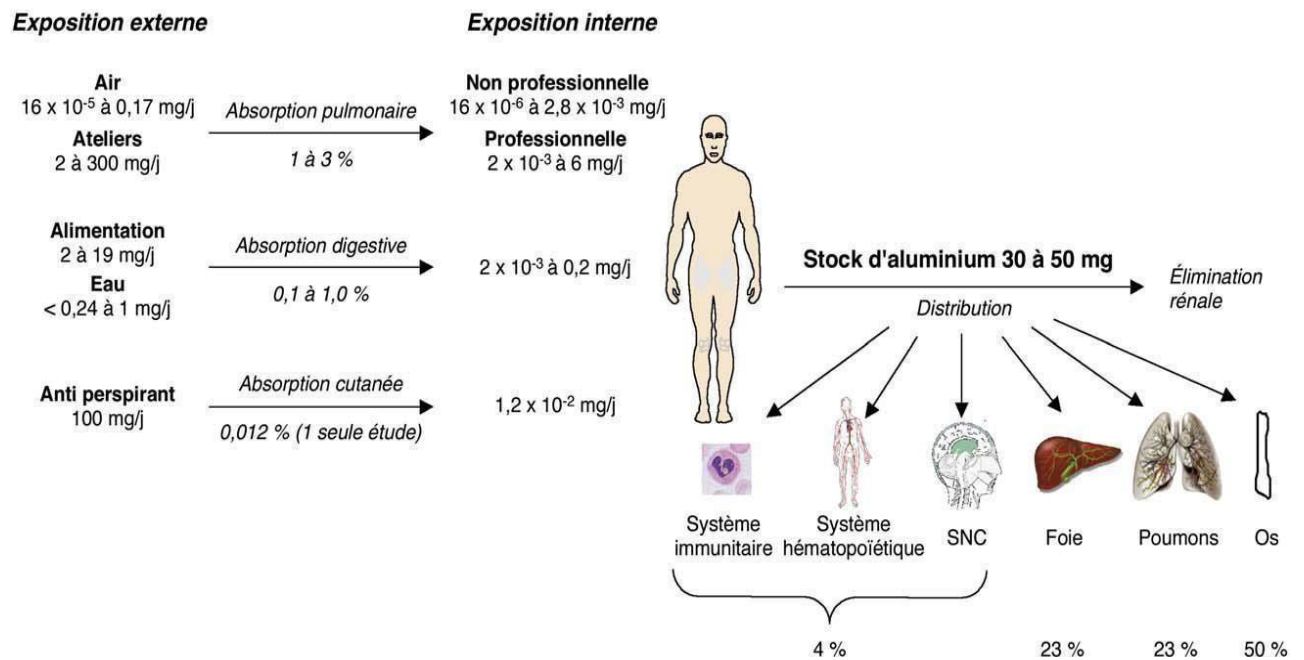 Exposition externe
Exposition interne
Air
16 x 10⁻⁵ à 0,17 mg/j
Ateliers
2 à 300 mg/j
Absorption pulmonaire
1 à 3 %
Non professionnelle
16 x 10⁻⁶ à 2,8 x 10⁻³ mg/j
Professionnelle
2 x 10⁻³ à 6 mg/j
Alimentation
2 à 19 mg/j
Eau
< 0,24 à 1 mg/j
Absorption digestive
0,1 à 1,0 %
2 x 10⁻³ à 0,2 mg/j
Anti perspirant
100 mg/j
Absorption cutanée
0,012 % (1 seule étude)
1,2 x 10⁻² mg/j
Stock d'aluminium 30 à 50 mg
Distribution
Élimination
rénale
Système
immunitaire
Système
hématopoïétique
SNC
Foie
Poumons
Os
4 %
23 %
23 %
50 %